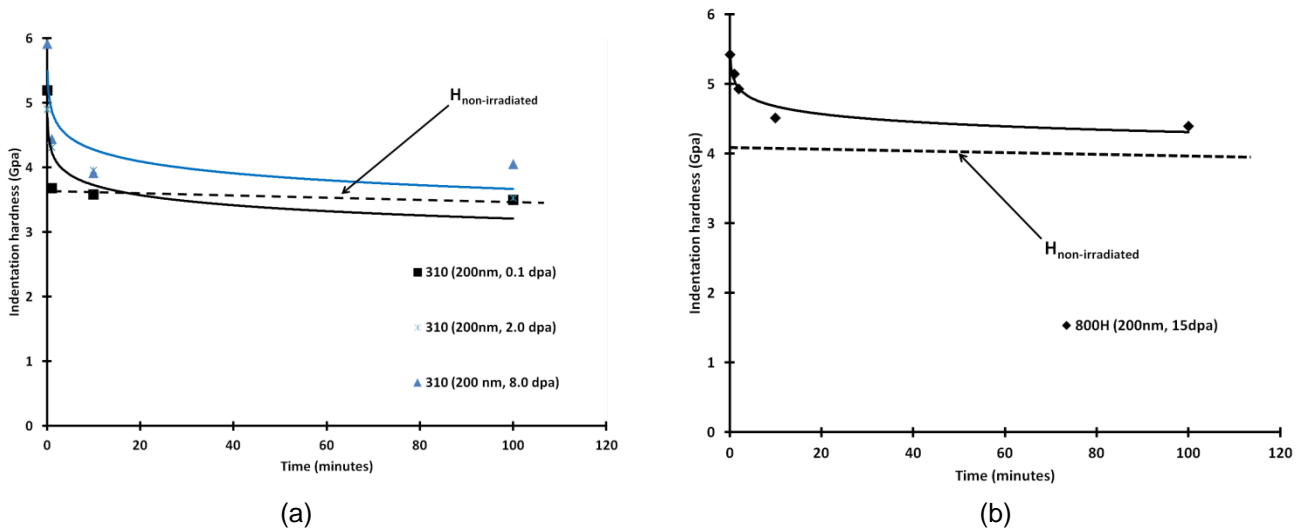 6
5
4
3
2
1
0
Indentation hardness (Gpa)
H non-irradiated
310 (200nm, 0.1 dpa)
310 (200nm, 2.0 dpa)
310 (200 nm, 8.0 dpa)
0 20 40 60 80 100 120
Time (minutes)
(a)
6
5
4
3
2
1
0
Indentation hardness (Gpa)
H non-irradiated
800H (200nm, 15dpa)
0 20 40 60 80 100 120
Time (minutes)
(b)